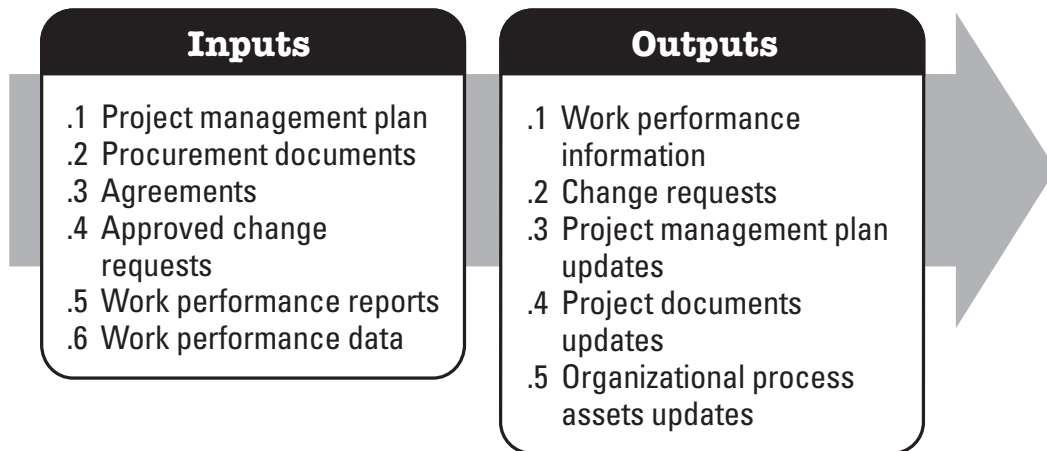 Inputs
.1 Project management plan
.2 Procurement documents
.3 Agreements
.4 Approved change
requests
.5 Work performance reports
.6 Work performance data
Outputs
.1 Work performance
information
.2 Change requests
.3 Project management plan
updates
.4 Project documents
updates
.5 Organizational process
assets updates